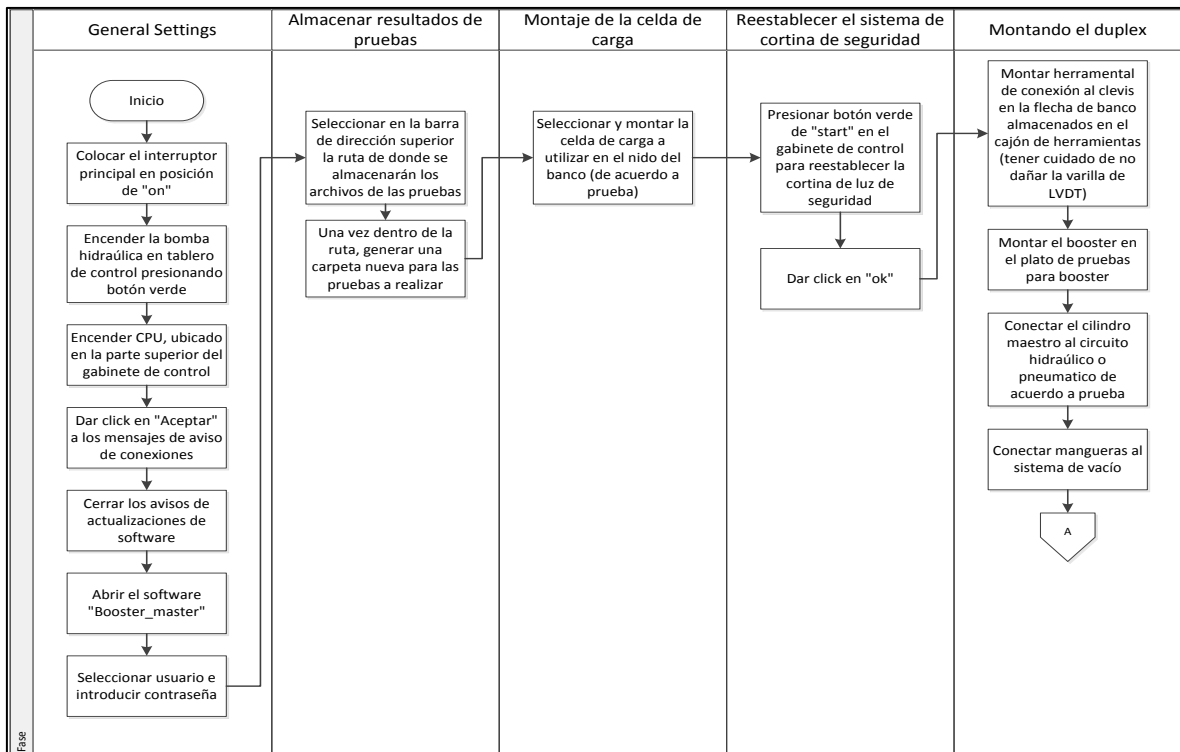 General Settings
Almacenar resultados de
pruebas
Montaje de la celda de
carga
Reestablecer el sistema de
cortina de seguridad
Montando el duplex
Inicio
Colocar el interruptor
principal en posición
de "on"
Encender la bomba
hidraúlica en tablero
de control presionando
botón verde
Encender CPU, ubicado
en la parte superior del
gabinete de control
Dar click en "Aceptar"
a los mensajes de aviso
de conexiones
Cerrar los avisos de
actualizaciones de
software
Abrir el software
"Booster_master"
Seleccionar usuario e
introducir contraseña
Seleccionar en la barra
de dirección superior
la ruta de donde se
almacenarán los
archivos de las pruebas
Una vez dentro de la
ruta, generar una
carpeta nueva para las
pruebas a realizar
Seleccionar y montar la
celda de carga a
utilizar en el nido del
banco (de acuerdo a
prueba)
Presionar botón verde
de "start" en el
gabinete de control
para reestablecer la
cortina de luz de
seguridad
Dar click en "ok"
Montar herramental
de conexión al clevis
en la flecha de banco
almacenados en el
cajón de herramientas
(tener cuidado de no
dañar la varilla de
LVDT)
Montar el booster en
el plato de pruebas
para booster
Conectar el cilindro
maestro al circuito
hidraúlico o
pneumatico de
acuerdo a prueba
Conectar mangueras al
sistema de vacío
A
Fase